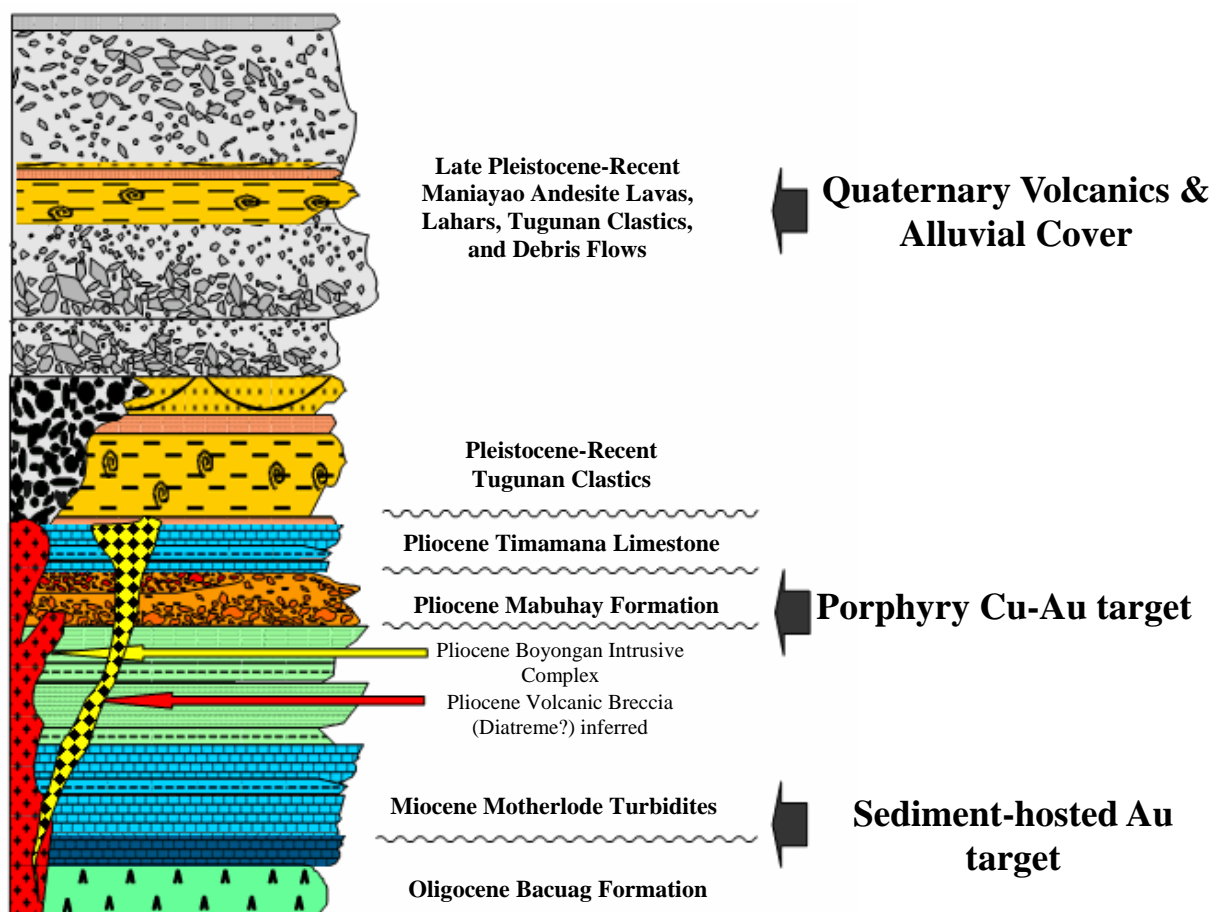 Late Pleistocene-Recent
Maniayao Andesite Lavas,
Lahars, Tugunan Clastics,
and Debris Flows
Quaternary Volcanics &
Alluvial Cover
Pleistocene-Recent
Tugunan Clastics
Pliocene Timamana Limestone
Pliocene Mabuhay Formation
Porphyry Cu-Au target
Pliocene Boyongan Intrusive
Complex
Pliocene Volcanic Breccia
(Diatreme?) inferred
Miocene Motherlode Turbidites
Sediment-hosted Au
target
Oligocene Bacuag Formation